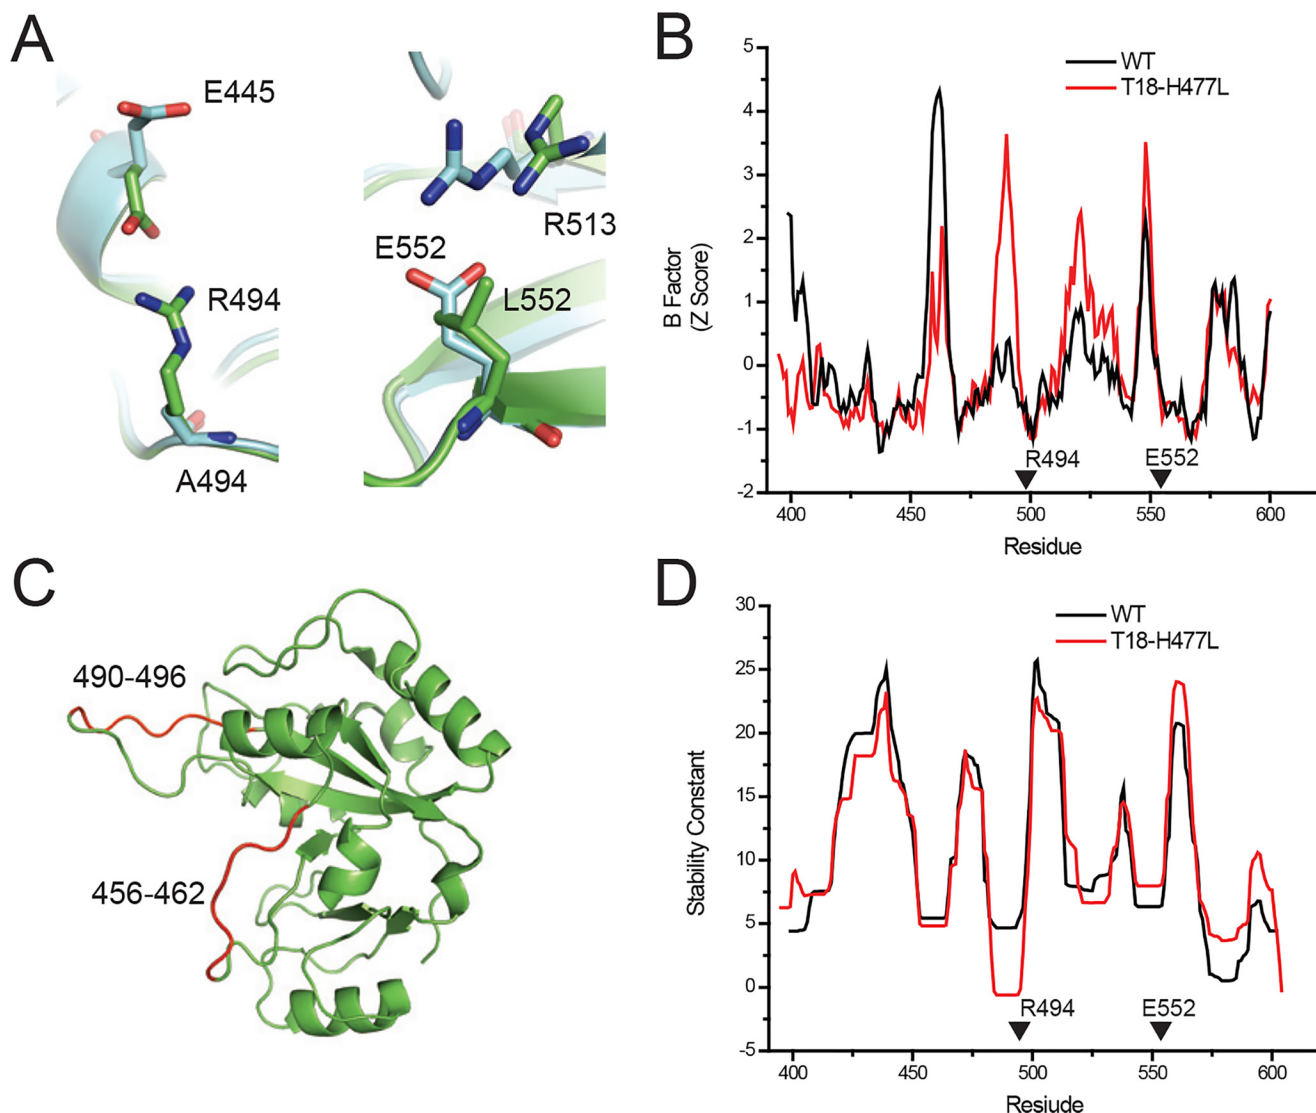 A
E445
R494
A494
R513
E552
L552
B
WT
T18-H477L
B Factor
(Z Score)
5
4
3
2
1
0
-1
-2
R494
E552
400
450
500
550
600
Residue
C
490-496
456-462
D
WT
T18-H477L
Stability Constant
30
25
20
15
10
5
0
-5
R494
E552
400
450
500
550
600
Resiude